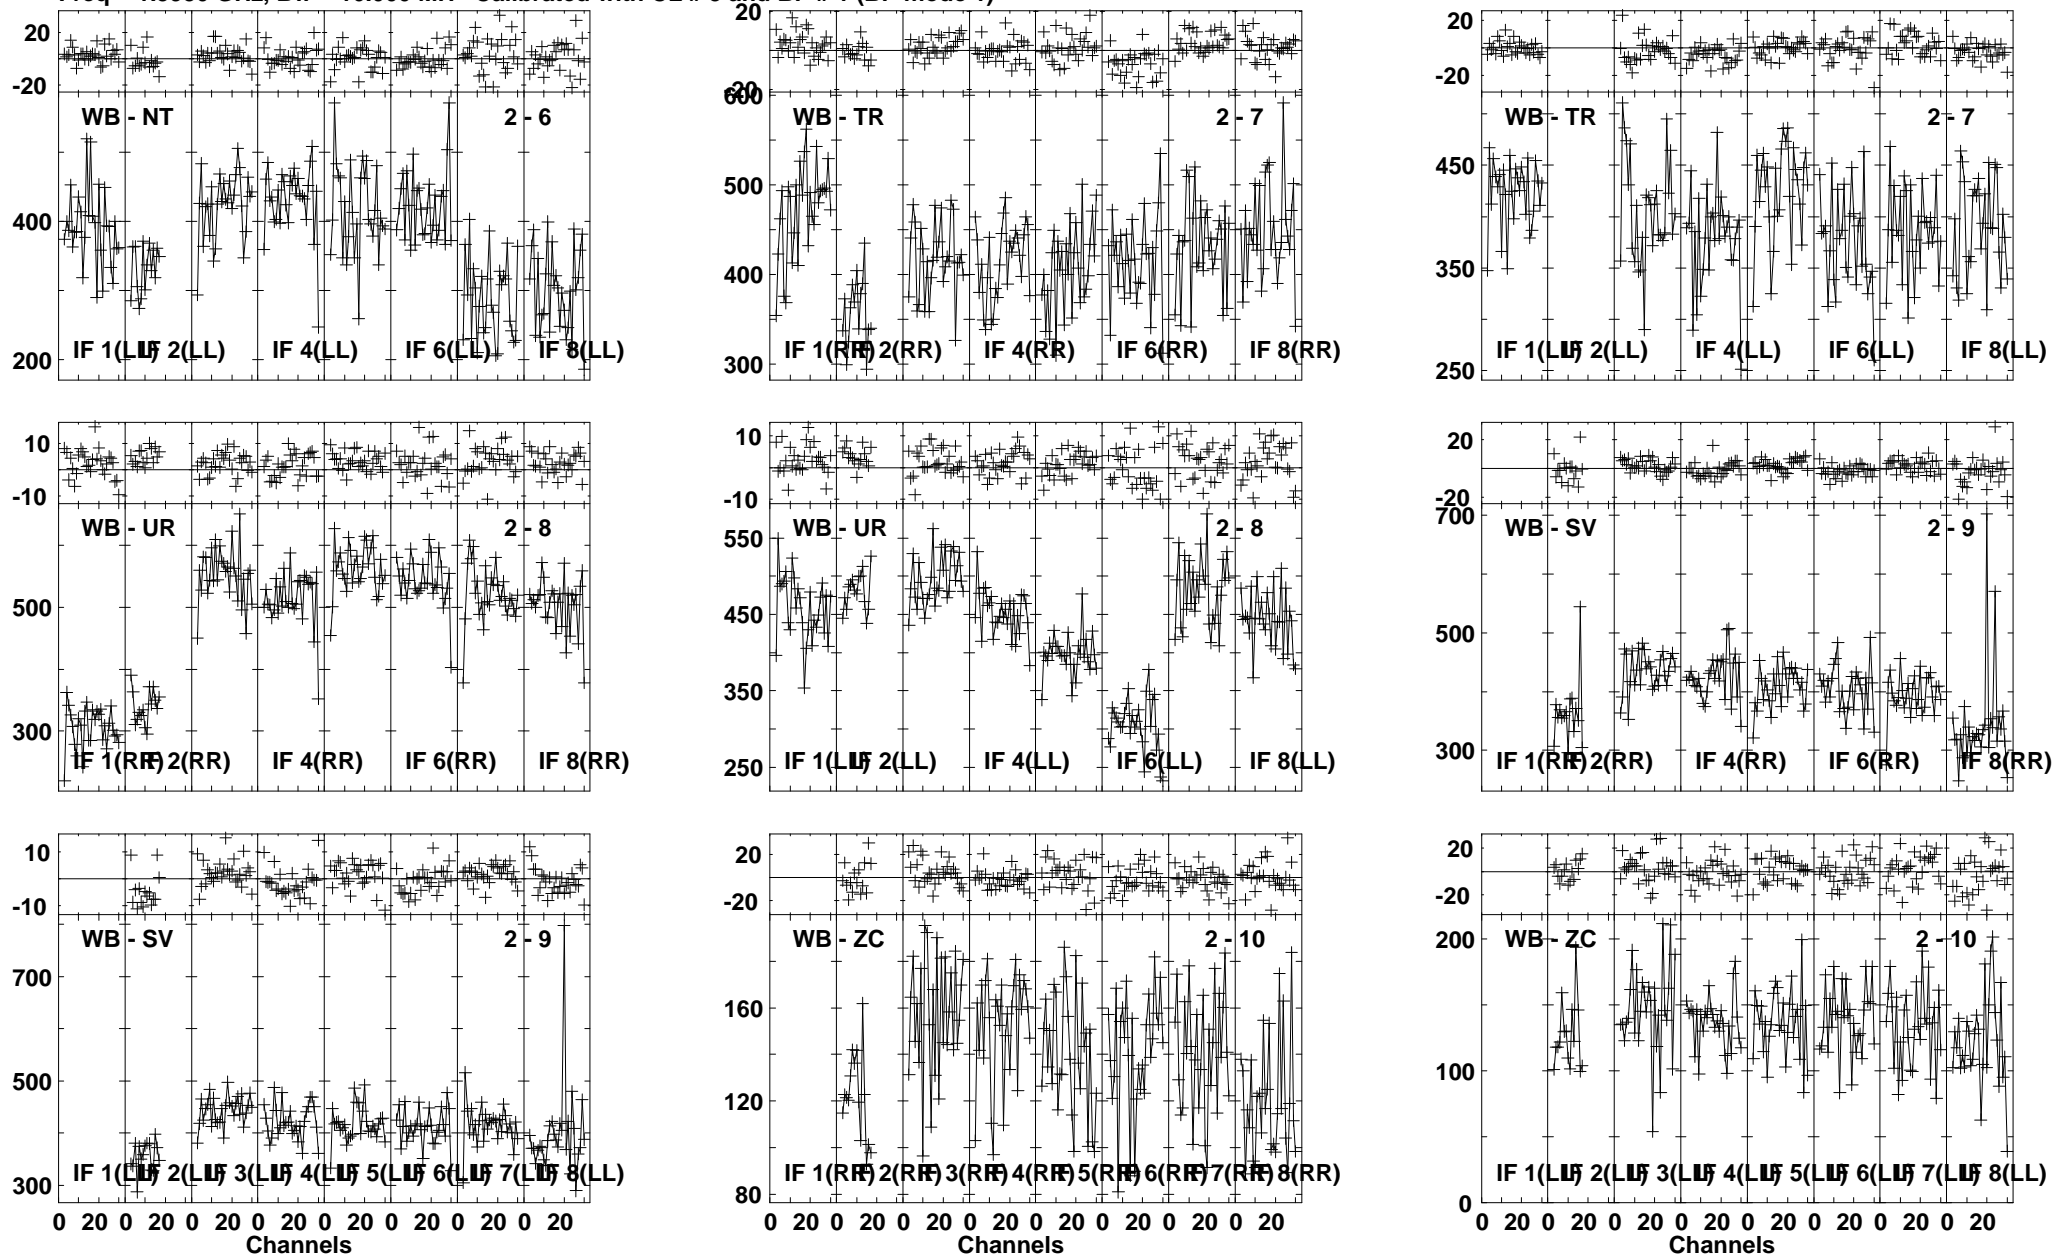 20 20 20
-20 -20 -20
WB - NT 2 - 6 600 WB - TR 2 - 7 WB - TR 2 - 7
500 450
400 400 350
200 300 250
IF 1(LL) IF 2(LL) IF 4(LL) IF 6(LL) IF 8(LL) IF 1(RR) IF 2(RR) IF 4(RR) IF 6(RR) IF 8(RR) IF 1(LL) IF 2(LL) IF 4(LL) IF 6(LL) IF 8(LL)
10 10 20
-10 -10 -20
WB - UR 2 - 8 WB - UR 2 - 8 WB - SV 2 - 9
550 700
500 450 500
300 350 300
250
IF 1(RR) IF 2(RR) IF 4(RR) IF 6(RR) IF 8(RR) IF 1(LL) IF 2(LL) IF 4(LL) IF 6(LL) IF 8(LL) IF 1(RR) IF 2(RR) IF 4(RR) IF 6(RR) IF 8(RR)
10 20 20
-10 -20 -20
WB - SV 2 - 9 WB - ZC 2 - 10 WB - ZC 2 - 10
700 160 200
500 120 100
300 80 0
IF 1(LL) IF 2(LL) IF 3(LL) IF 4(LL) IF 5(LL) IF 6(LL) IF 7(LL) IF 8(LL) IF 1(RR) IF 2(RR) IF 3(RR) IF 4(RR) IF 5(RR) IF 6(RR) IF 7(RR) IF 8(RR) IF 1(LL) IF 2(LL) IF 3(LL) IF 4(LL) IF 5(LL) IF 6(LL) IF 7(LL) IF 8(LL)
0 20 0 20 0 20 0 20 0 20 0 20 0 20 0 20 0 20 0 20 0 20 0 20 0 20 0 20 0 20 0 20 0 20 0 20 0 20 0 20 0 20 0 20 0 20 0 20
Channels Channels Channels